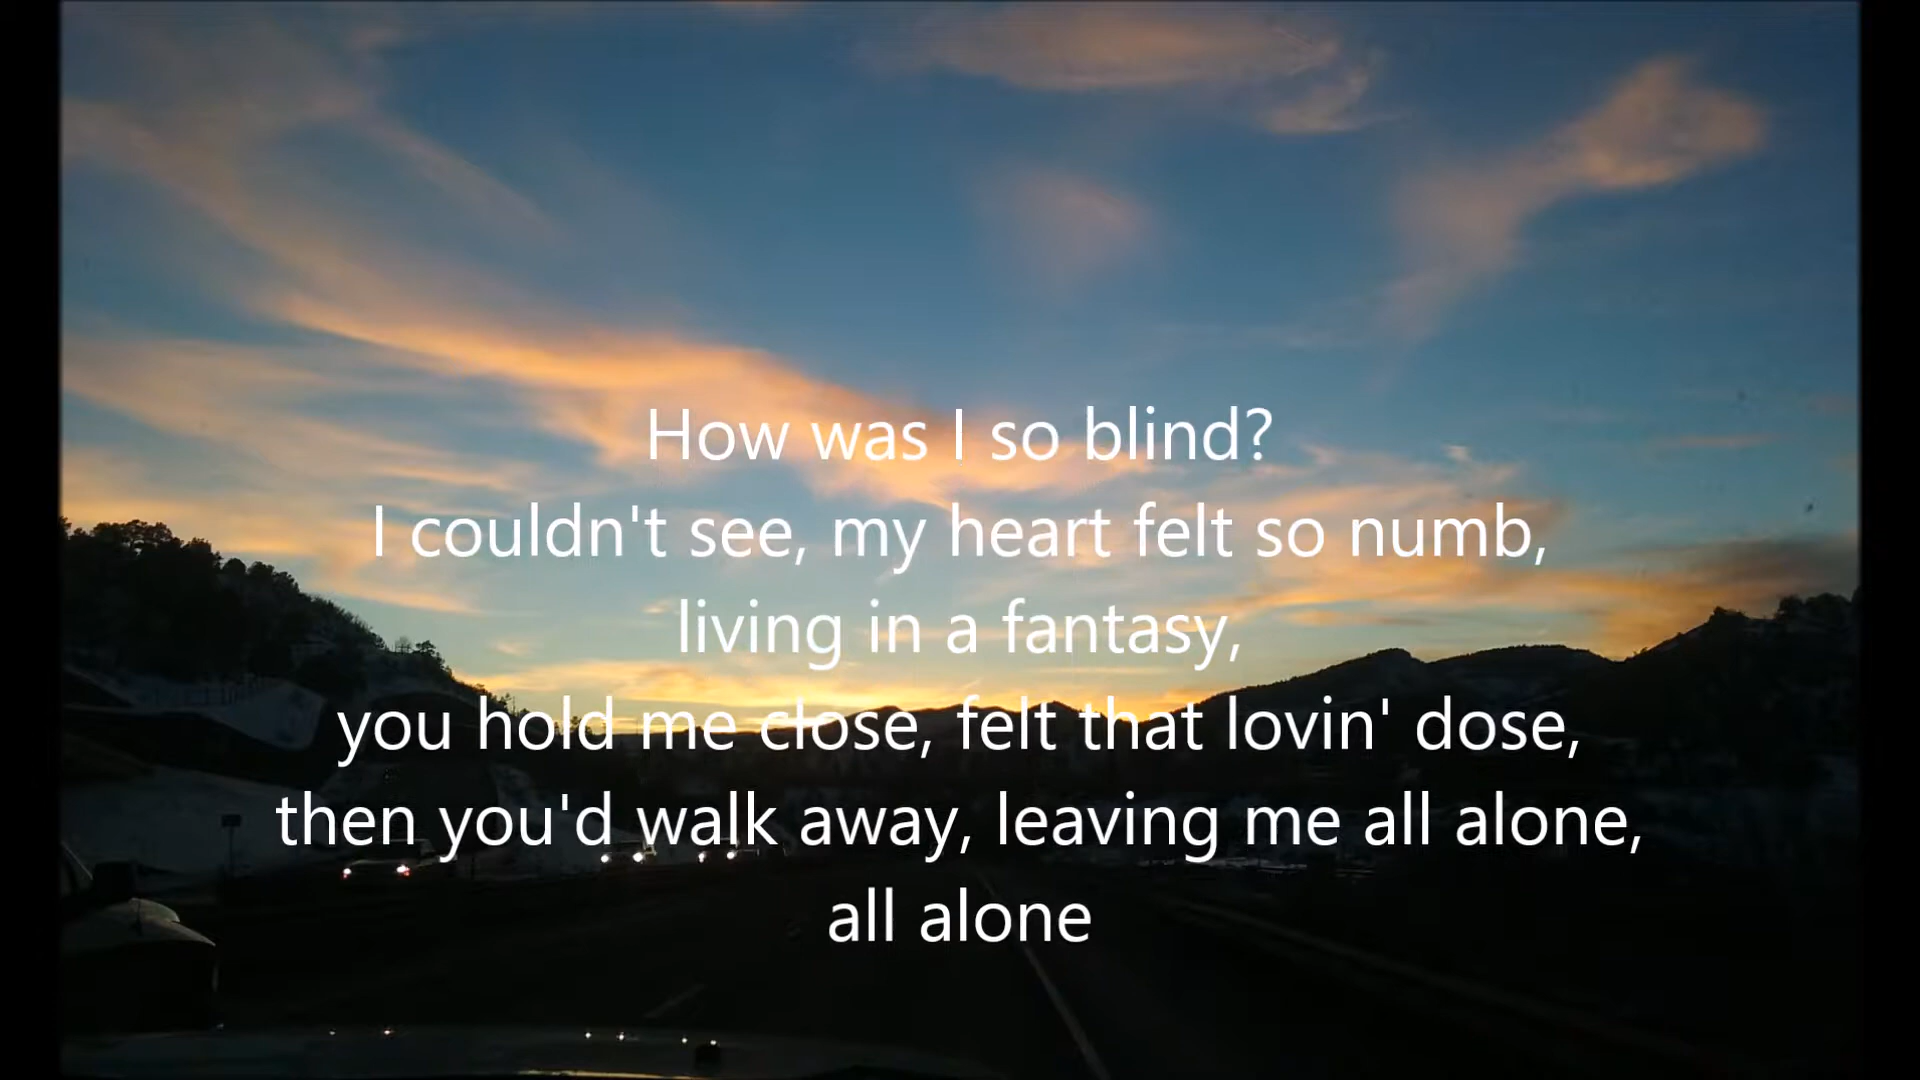 How was I so blind?
I couldn't see, my heart felt so numb,
living in a fantasy,
you hold me close, felt that lovin' dose,
then you'd walk away, leaving me all alone,
all alone